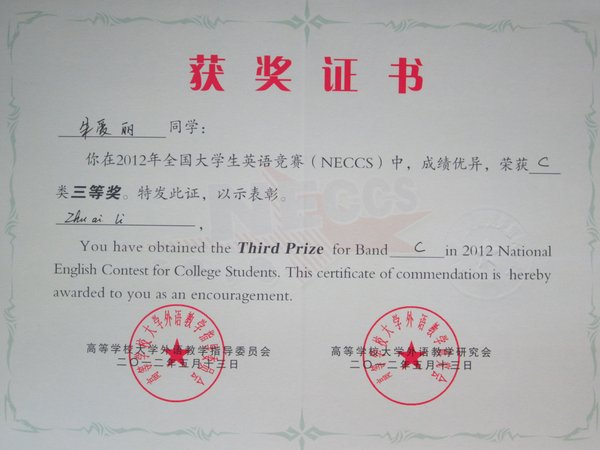 获奖证书
朱爱丽 同学：
你在2012年全国大学生英语竞赛（NECCS）中，成绩优异，荣获 C
类三等奖。特发此证，以示表彰。
Zhu ai li ,
You have obtained the Third Prize for Band C in 2012 National
English Contest for College Students. This certificate of commendation is hereby
awarded to you as an encouragement.
高等学校大学外语教学指导委员会 高等学校大学外语教学研究会
二〇一二年五月十三日 二〇一二年五月十三日
NECCS